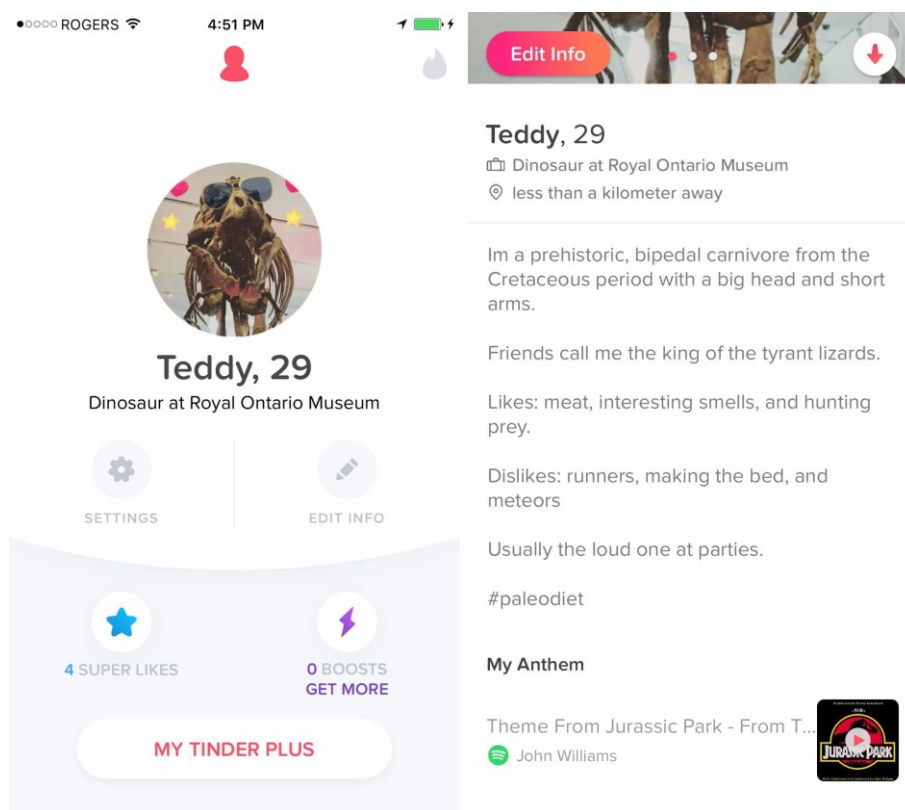 ROGERS
4:51 PM
Teddy, 29
Dinosaur at Royal Ontario Museum
SETTINGS
EDIT INFO
4 SUPER LIKES
0 BOOSTS
GET MORE
MY TINDER PLUS
Edit Info
Teddy, 29
Dinosaur at Royal Ontario Museum
less than a kilometer away
Im a prehistoric, bipedal carnivore from the
Cretaceous period with a big head and short
arms.
Friends call me the king of the tyrant lizards.
Likes: meat, interesting smells, and hunting
prey.
Dislikes: runners, making the bed, and
meteors
Usually the loud one at parties.
#paleodiet
My Anthem
Theme From Jurassic Park - From T...
John Williams
JURASSIC PARK